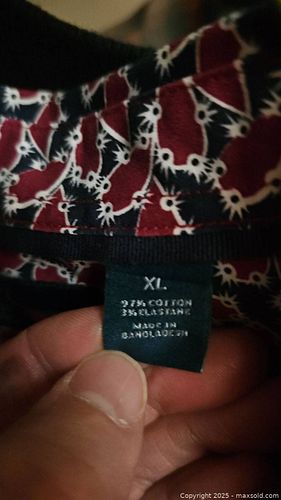 XL
97% COTTON
3% ELASTANE
MADE IN
BANGLADESH
Copyright 2025 - maxsold.com